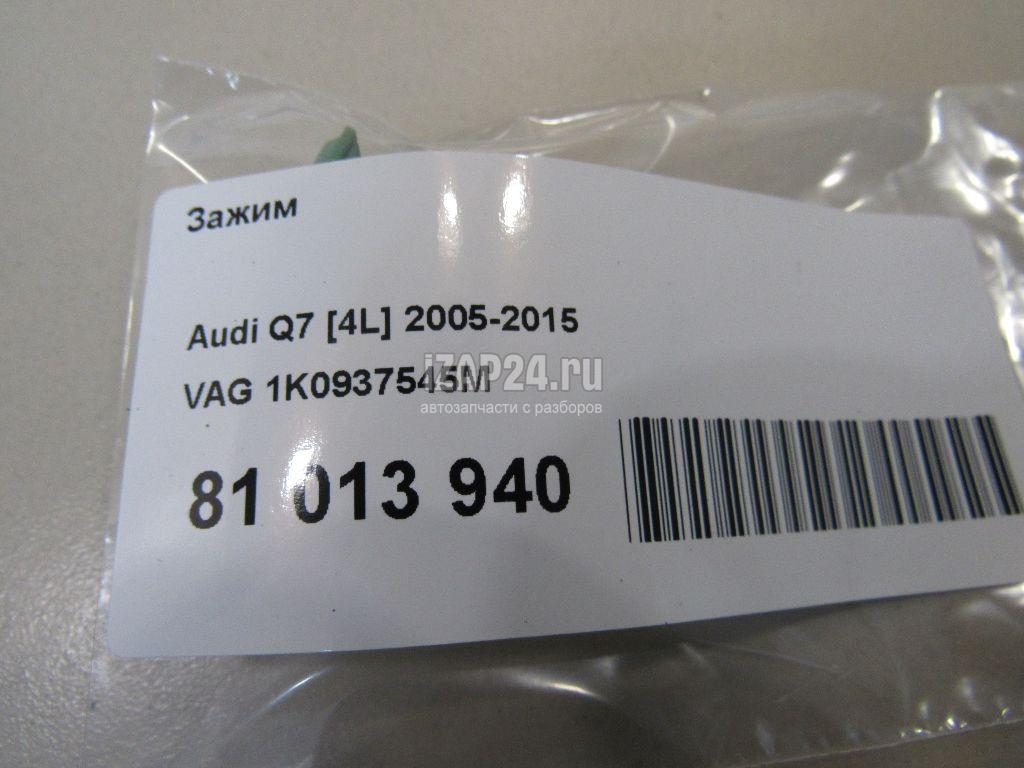 Зажим
Audi Q7 [4L] 2005-2015
iZAP24.ru
VAG 1K0937545M
автозапчасти с разборов
81 013 940